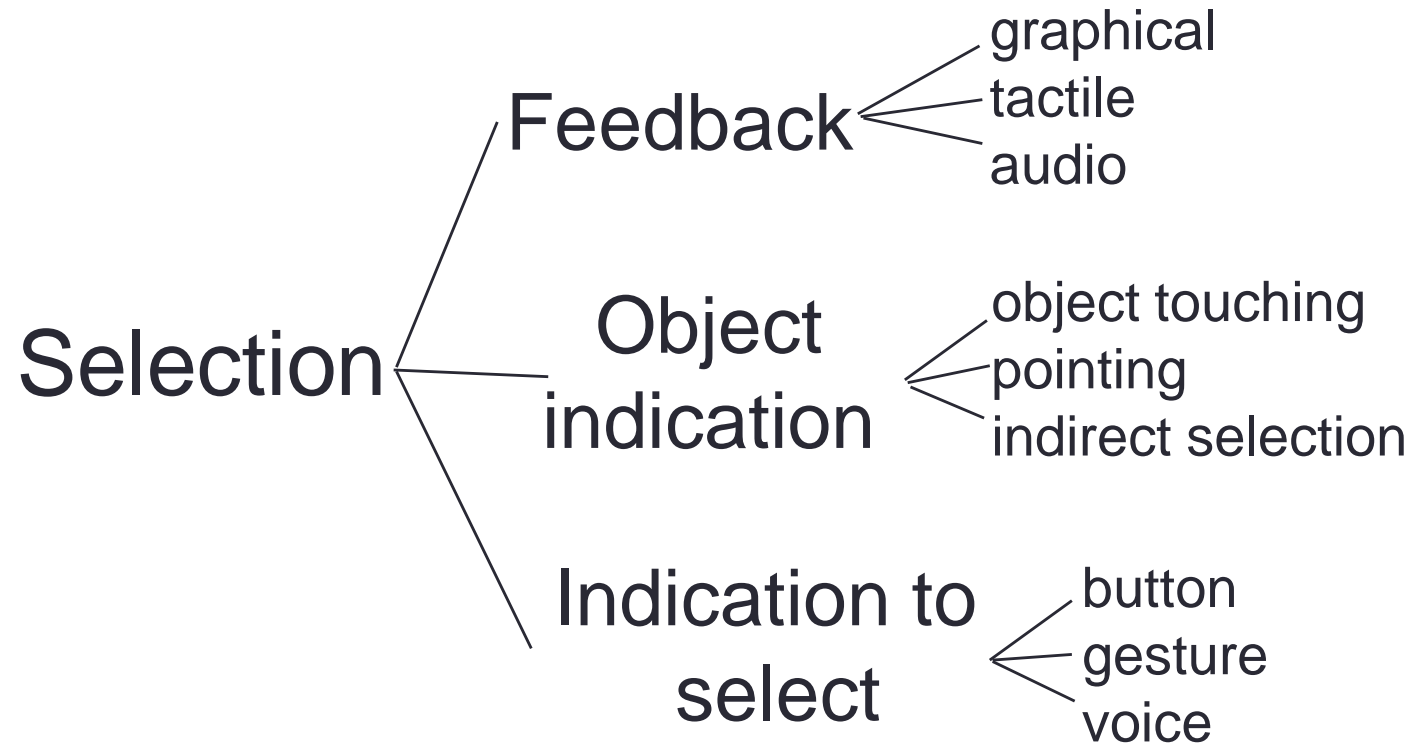 Selection
Feedback
graphical
tactile
audio
Object
indication
object touching
pointing
indirect selection
Indication to
select
button
gesture
voice